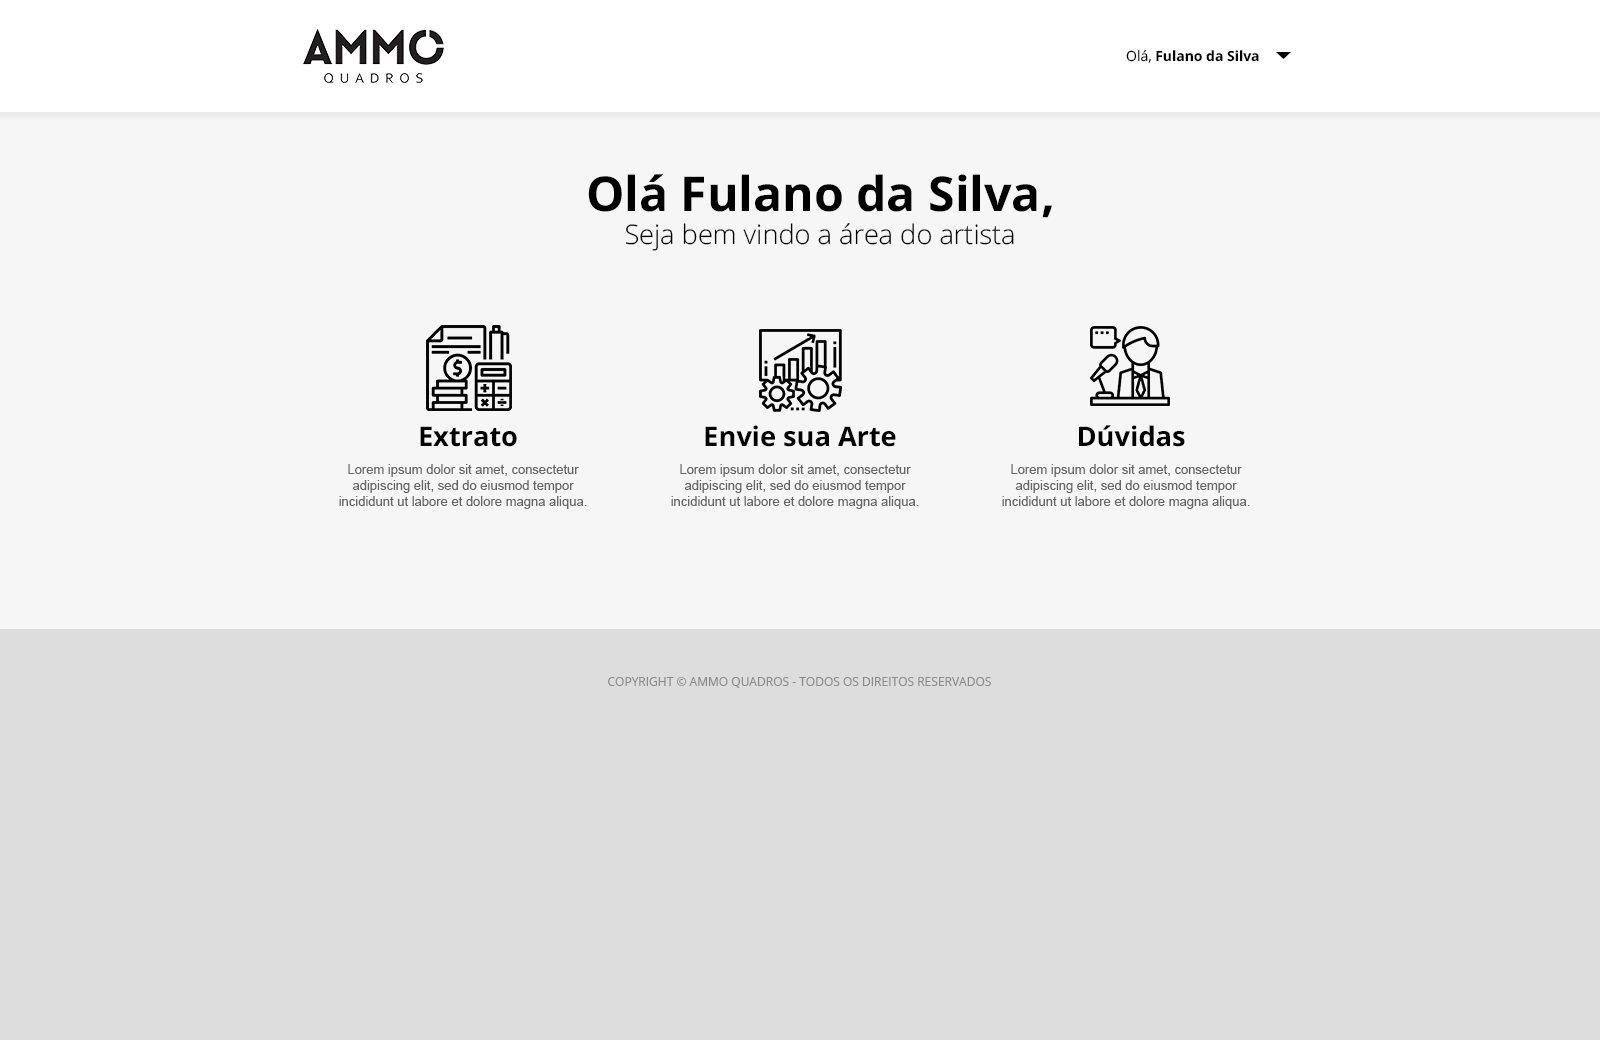 AMMO
QUADROS
Olá, Fulano da Silva
Olá Fulano da Silva,
Seja bem vindo a área do artista
Extrato
Lorem ipsum dolor sit amet, consectetur
adipiscing elit, sed do eiusmod tempor
incididunt ut labore et dolore magna aliqua.
Envie sua Arte
Lorem ipsum dolor sit amet, consectetur
adipiscing elit, sed do eiusmod tempor
incididunt ut labore et dolore magna aliqua.
Dúvidas
Lorem ipsum dolor sit amet, consectetur
adipiscing elit, sed do eiusmod tempor
incididunt ut labore et dolore magna aliqua.
COPYRIGHT © AMMO QUADROS - TODOS OS DIREITOS RESERVADOS